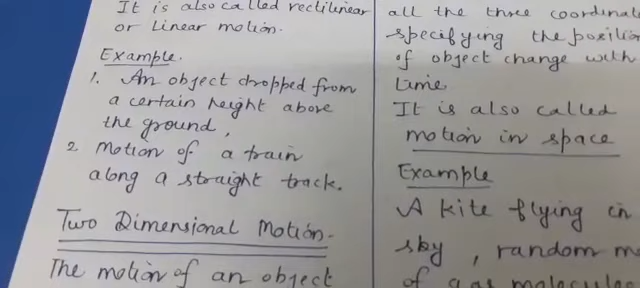 It is also called rectilinear
or linear motion.
Example.
1. An object dropped from
a certain height above
the ground,
2. Motion of a train
along a straight track.
Two Dimensional Motion.
The motion of an object
all the three
specifying the
of object change with
time
It is also called
motion in space
Example
A kite flying in
sky, random
of gas molecules